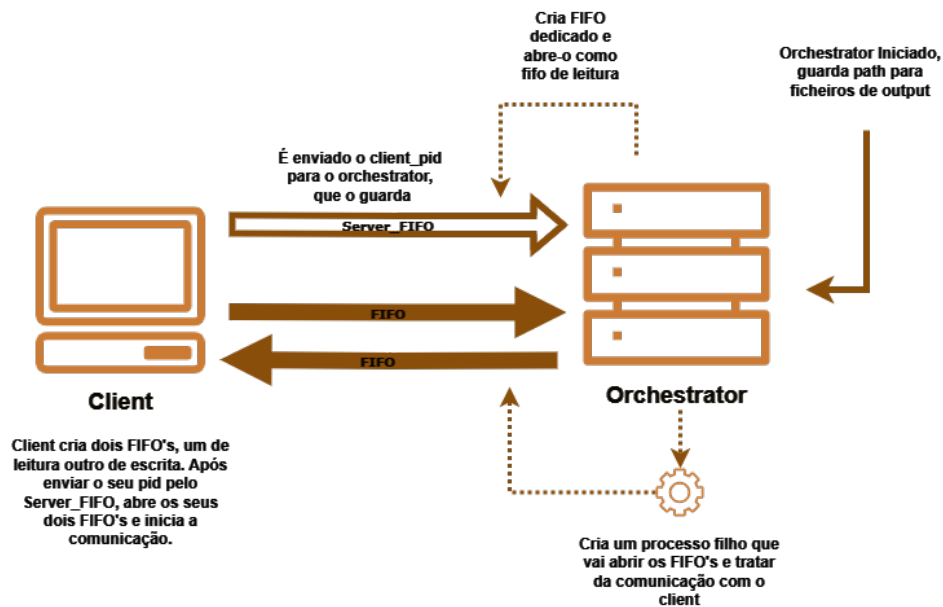 Cria FIFO
dedicado e
abre-o como
fifo de leitura
Orchestrator Iniciado,
guarda path para
ficheiros de output
É enviado o client_pid
para o orchestrator,
que o guarda
Server_FIFO
FIFO
FIFO
Client
Orchestrator
Client cria dois FIFO's, um de
leitura outro de escrita. Após
enviar o seu pid pelo
Server_FIFO, abre os seus
dois FIFO's e inicia a
comunicação.
Cria um processo filho que
vai abrir os FIFO's e tratar
da comunicação com o
client